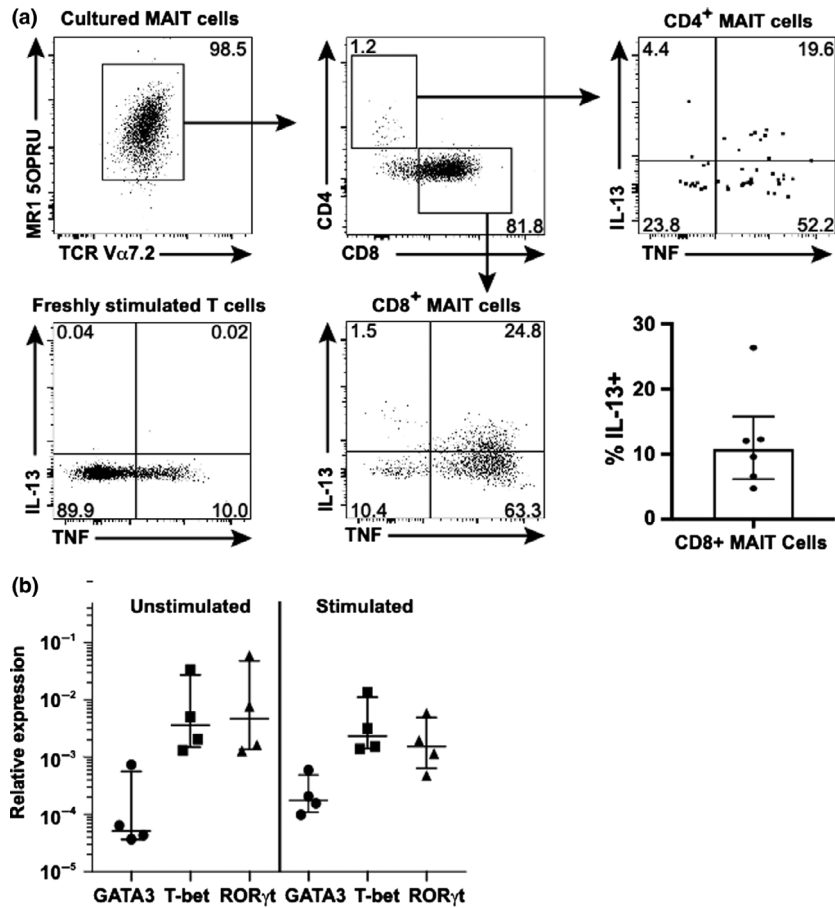 (a)
Cultured MAIT cells
98.5
MR1 5OPRU
TCR Vα7.2
1.2
CD4
CD8
81.8
CD4+ MAIT cells
4.4
19.6
IL-13
23.8
52.2
TNF
Freshly stimulated T cells
0.04
0.02
IL-13
89.9
10.0
TNF
CD8+ MAIT cells
1.5
24.8
IL-13
10.4
63.3
TNF
% IL-13+
30
20
10
0
CD8+ MAIT Cells
(b)
Unstimulated
Stimulated
Relative expression
10⁻¹
10⁻²
10⁻³
10⁻⁴
10⁻⁵
GATA3 T-bet RORγt GATA3 T-bet RORγt